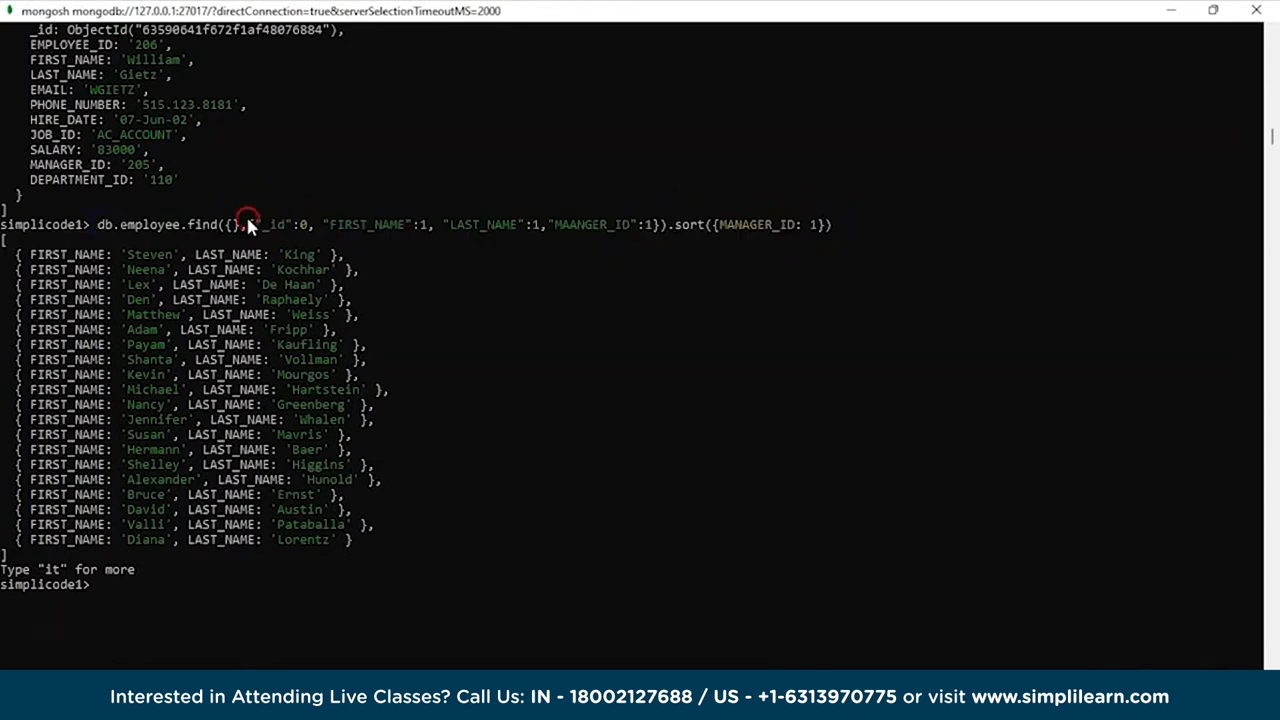 mongosh mongodb://127.0.0.1:27017/?directConnection=true&serverSelectionTimeoutMS=2000
_id: ObjectId("63590641f672f1af48076884"),
EMPLOYEE_ID: '206',
FIRST_NAME: 'William',
LAST_NAME: 'Gietz',
EMAIL: 'WGIETZ',
PHONE_NUMBER: '515.123.8181',
HIRE_DATE: '07-Jun-02',
JOB_ID: 'AC_ACCOUNT',
SALARY: '83000',
MANAGER_ID: '205',
DEPARTMENT_ID: '110'
}
]
simplicode1> db.employee.find({},{"_id":0, "FIRST_NAME":1, "LAST_NAME":1,"MAANGER_ID":1}).sort({MANAGER_ID: 1})
[
{ FIRST_NAME: 'Steven', LAST_NAME: 'King' },
{ FIRST_NAME: 'Neena', LAST_NAME: 'Kochhar' },
{ FIRST_NAME: 'Lex', LAST_NAME: 'De Haan' },
{ FIRST_NAME: 'Den', LAST_NAME: 'Raphaely' },
{ FIRST_NAME: 'Matthew', LAST_NAME: 'Weiss' },
{ FIRST_NAME: 'Adam', LAST_NAME: 'Fripp' },
{ FIRST_NAME: 'Payam', LAST_NAME: 'Kaufling' },
{ FIRST_NAME: 'Shanta', LAST_NAME: 'Vollman' },
{ FIRST_NAME: 'Kevin', LAST_NAME: 'Mourgos' },
{ FIRST_NAME: 'Michael', LAST_NAME: 'Hartstein' },
{ FIRST_NAME: 'Nancy', LAST_NAME: 'Greenberg' },
{ FIRST_NAME: 'Jennifer', LAST_NAME: 'Whalen' },
{ FIRST_NAME: 'Susan', LAST_NAME: 'Mavris' },
{ FIRST_NAME: 'Hermann', LAST_NAME: 'Baer' },
{ FIRST_NAME: 'Shelley', LAST_NAME: 'Higgins' },
{ FIRST_NAME: 'Alexander', LAST_NAME: 'Hunold' },
{ FIRST_NAME: 'Bruce', LAST_NAME: 'Ernst' },
{ FIRST_NAME: 'David', LAST_NAME: 'Austin' },
{ FIRST_NAME: 'Valli', LAST_NAME: 'Pataballa' },
{ FIRST_NAME: 'Diana', LAST_NAME: 'Lorentz' }
]
Type "it" for more
simplicode1>
Interested in Attending Live Classes? Call Us: IN - 18002127688 / US - +1-6313970775 or visit www.simplilearn.com